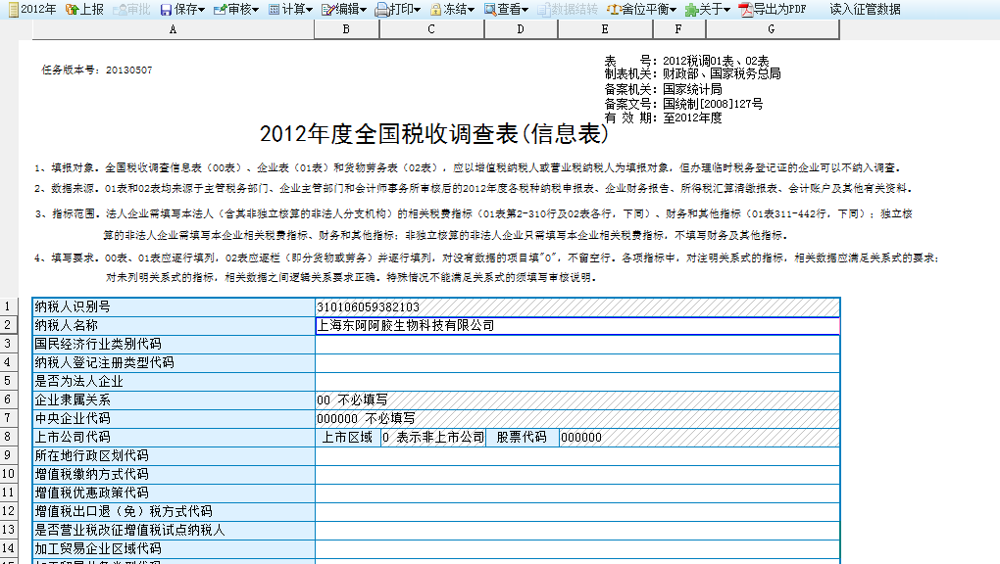 2012年 上报 送审批 保存 审核 计算 编辑 打印 冻结 查看 数据结转 舍位平衡 关于 导出为PDF 读入征管数据
A B C D E F G
任务版本号：20130507
表　　号：2012税调01表、02表
制表机关：财政部、国家税务总局
备案机关：国家统计局
备案文号：国统制[2008]127号
有 效 期：至2012年度
2012年度全国税收调查表(信息表)
1、填报对象。全国税收调查信息表（00表）、企业表（01表）和货物劳务表（02表），应以增值税纳税人或营业税纳税人为填报对象，但办理临时税务登记证的企业可以不纳入调查。
2、数据来源。01表和02表均来源于主管税务部门、企业主管部门和会计师事务所审核后的2012年度各税种纳税申报表、企业财务报告、所得税汇算清缴报表、会计账户及其他有关资料。
3、指标范围。法人企业需填写本法人（含其非独立核算的非法人分支机构）的相关税费指标（01表第2-310行及02表各行，下同）、财务和其他指标（01表311-442行，下同）；独立核
算的非法人企业需填写本企业相关税费指标、财务和其他指标；非独立核算的非法人企业只需填写本企业相关税费指标，不填写财务及其他指标。
4、填写要求。00表、01表应逐行填列，02表应逐栏（即分货物或劳务）并逐行填列，对没有数据的项目填"0"，不留空行。各项指标中，对注明关系式的指标，相关数据应满足关系式的要求；
对未列明关系式的指标，相关数据之间逻辑关系要求正确。特殊情况不能满足关系式的须填写审核说明。
1 纳税人识别号 310106059382103
2 纳税人名称 上海东阿阿胶生物科技有限公司
3 国民经济行业类别代码
4 纳税人登记注册类型代码
5 是否为法人企业
6 企业隶属关系 00 不必填写
7 中央企业代码 000000 不必填写
8 上市公司代码 上市区域 0 表示非上市公司 股票代码 000000
9 所在地行政区划代码
10 增值税缴纳方式代码
11 增值税优惠政策代码
12 增值税出口退（免）税方式代码
13 是否营业税改征增值税试点纳税人
14 加工贸易企业区域代码